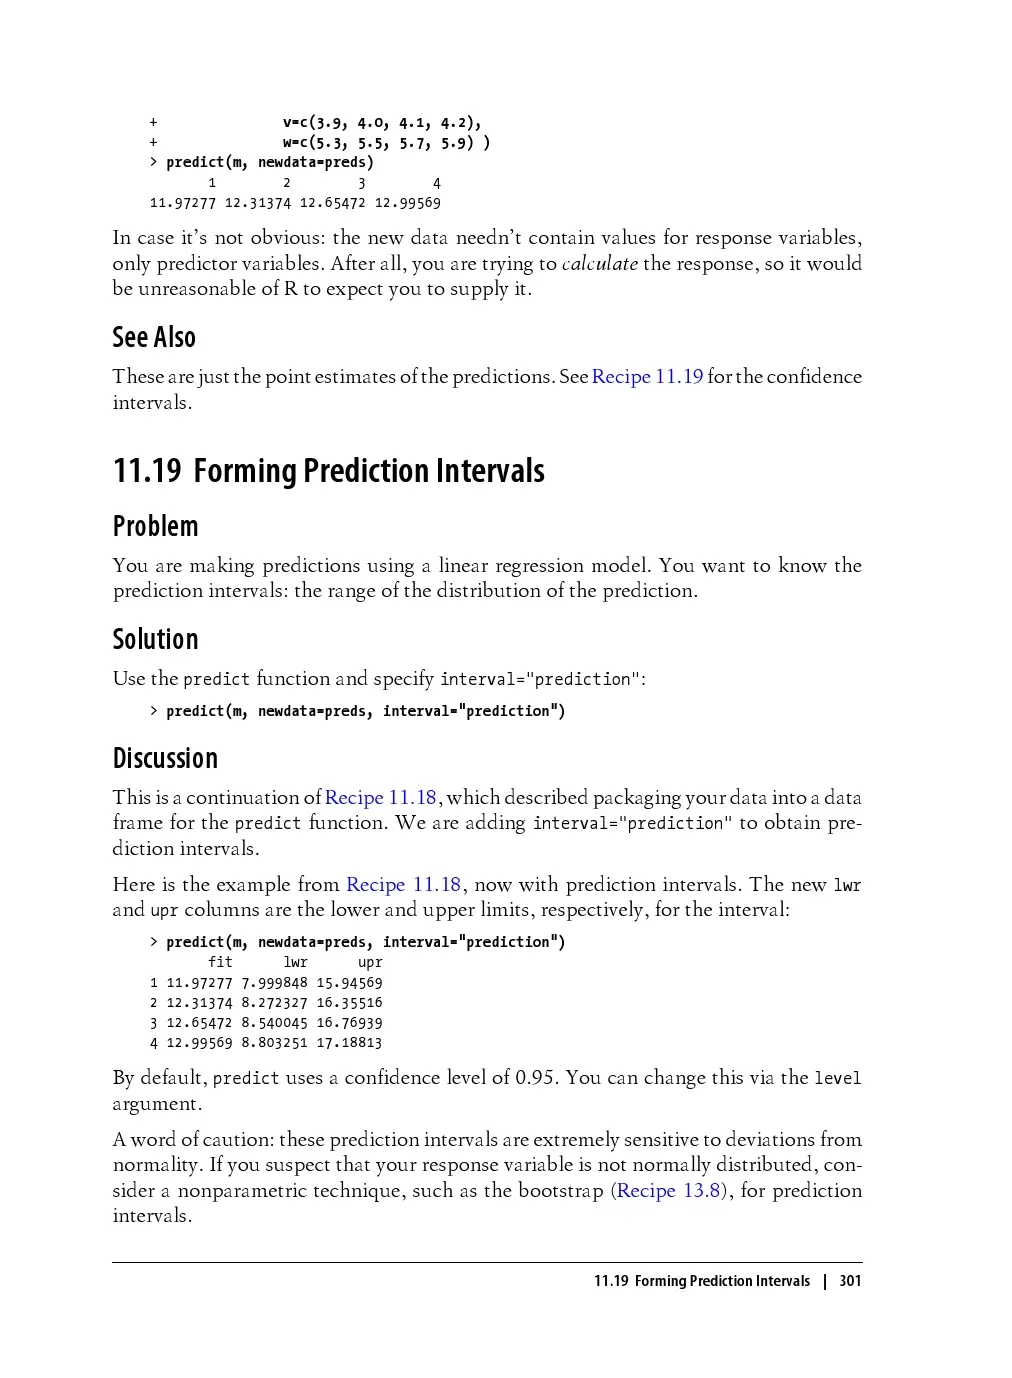 + v=c(3.9, 4.0, 4.1, 4.2),
+ w=c(5.3, 5.5, 5.7, 5.9) )
> predict(m, newdata=preds)
1 2 3 4
11.97277 12.31374 12.65472 12.99569
In case it’s not obvious: the new data needn’t contain values for response variables,
only predictor variables. After all, you are trying to calculate the response, so it would
be unreasonable of R to expect you to supply it.
See Also
These are just the point estimates of the predictions. See Recipe 11.19 for the confidence
intervals.
11.19 Forming Prediction Intervals
Problem
You are making predictions using a linear regression model. You want to know the
prediction intervals: the range of the distribution of the prediction.
Solution
Use the predict function and specify interval="prediction":
> predict(m, newdata=preds, interval="prediction")
Discussion
This is a continuation of Recipe 11.18, which described packaging your data into a data
frame for the predict function. We are adding interval="prediction" to obtain pre-
diction intervals.
Here is the example from Recipe 11.18, now with prediction intervals. The new lwr
and upr columns are the lower and upper limits, respectively, for the interval:
> predict(m, newdata=preds, interval="prediction")
fit lwr upr
1 11.97277 7.999848 15.94569
2 12.31374 8.272327 16.35516
3 12.65472 8.540045 16.76939
4 12.99569 8.803251 17.18813
By default, predict uses a confidence level of 0.95. You can change this via the level
argument.
A word of caution: these prediction intervals are extremely sensitive to deviations from
normality. If you suspect that your response variable is not normally distributed, con-
sider a nonparametric technique, such as the bootstrap (Recipe 13.8), for prediction
intervals.
11.19 Forming Prediction Intervals | 301